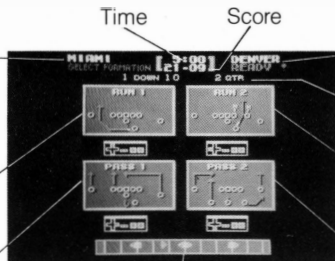 Time Score
MIAMI [ 3:00] DENVER
SELECT FORMATION [21-09] READY
1 DOWN 10 2 QTR
RUN 1 RUN 2
PASS 1 PASS 2